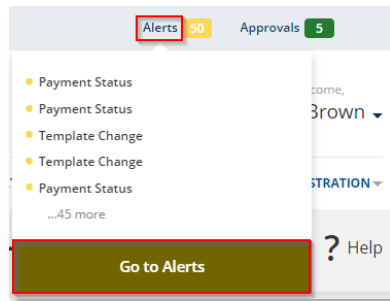 Alerts 50 Approvals 5
Payment Status
Payment Status
Template Change
Template Change
Payment Status
...45 more
Go to Alerts
come,
Brown
STRATION
? Help